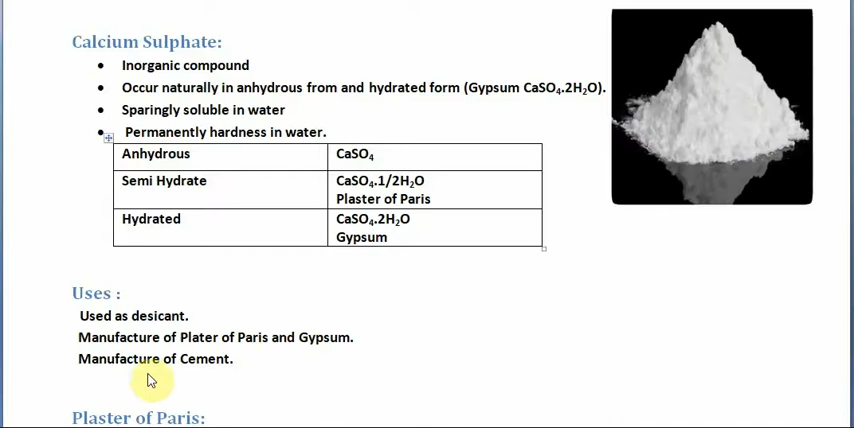 Calcium Sulphate:
• Inorganic compound
• Occur naturally in anhydrous from and hydrated form (Gypsum CaSO₄.2H₂O).
• Sparingly soluble in water
• Permanently hardness in water.
Anhydrous CaSO₄
Semi Hydrate CaSO₄.1/2H₂O
Plaster of Paris
Hydrated CaSO₄.2H₂O
Gypsum
Uses :
Used as desicant.
Manufacture of Plater of Paris and Gypsum.
Manufacture of Cement.
Plaster of Paris: